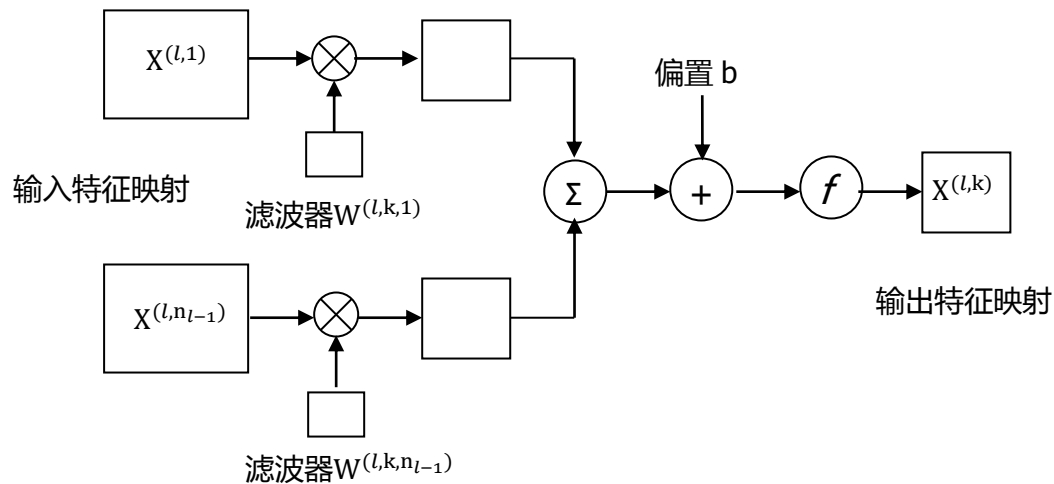 X^(l,1)
偏置 b
输入特征映射
滤波器W^(l,k,1)
Σ
+
f
X^(l,k)
X^(l,n_{l−1})
输出特征映射
滤波器W^(l,k,n_{l−1})